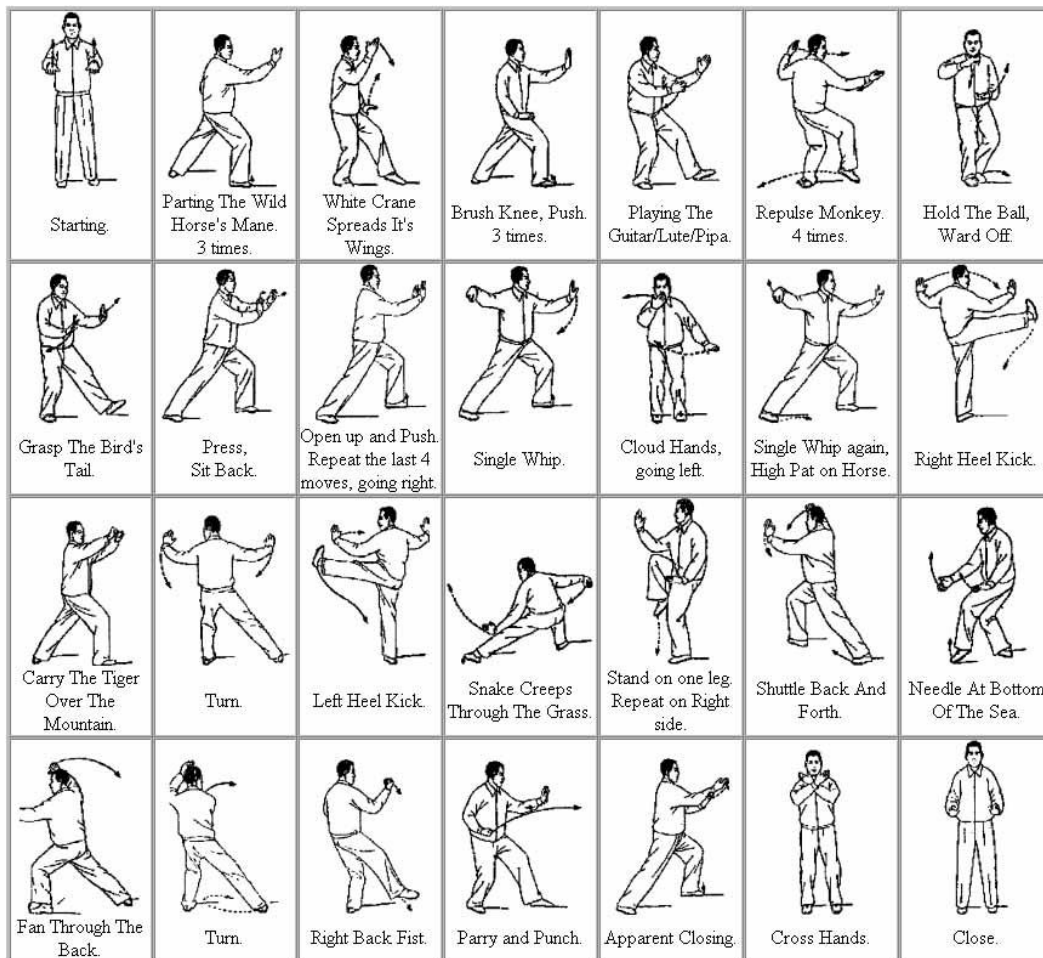 Starting.
Parting The Wild
Horse's Mane.
3 times.
White Crane
Spreads It's
Wings.
Brush Knee, Push.
3 times.
Playing The
Guitar/Lute/Pipa.
Repulse Monkey.
4 times.
Hold The Ball,
Ward Off.
Grasp The Bird's
Tail.
Press,
Sit Back.
Open up and Push.
Repeat the last 4
moves, going right.
Single Whip.
Cloud Hands,
going left.
Single Whip again,
High Pat on Horse.
Right Heel Kick.
Carry The Tiger
Over The
Mountain.
Turn.
Left Heel Kick.
Snake Creeps
Through The Grass.
Stand on one leg.
Repeat on Right
side.
Shuttle Back And
Forth.
Needle At Bottom
Of The Sea.
Fan Through The
Back.
Turn.
Right Back Fist.
Parry and Punch.
Apparent Closing.
Cross Hands.
Close.